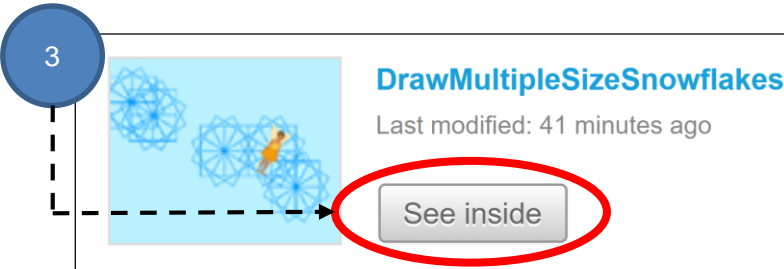 3
DrawMultipleSizeSnowflakes
Last modified: 41 minutes ago
See inside